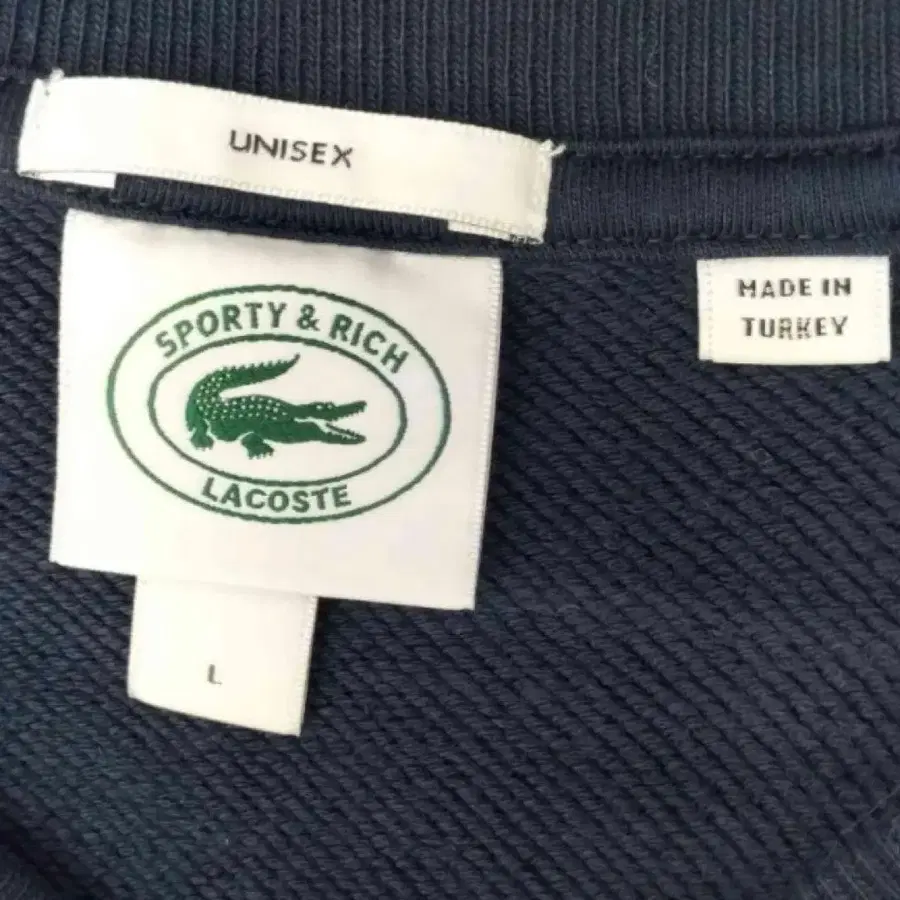 UNISEX
SPORTY & RICH
LACOSTE
L
MADE IN
TURKEY